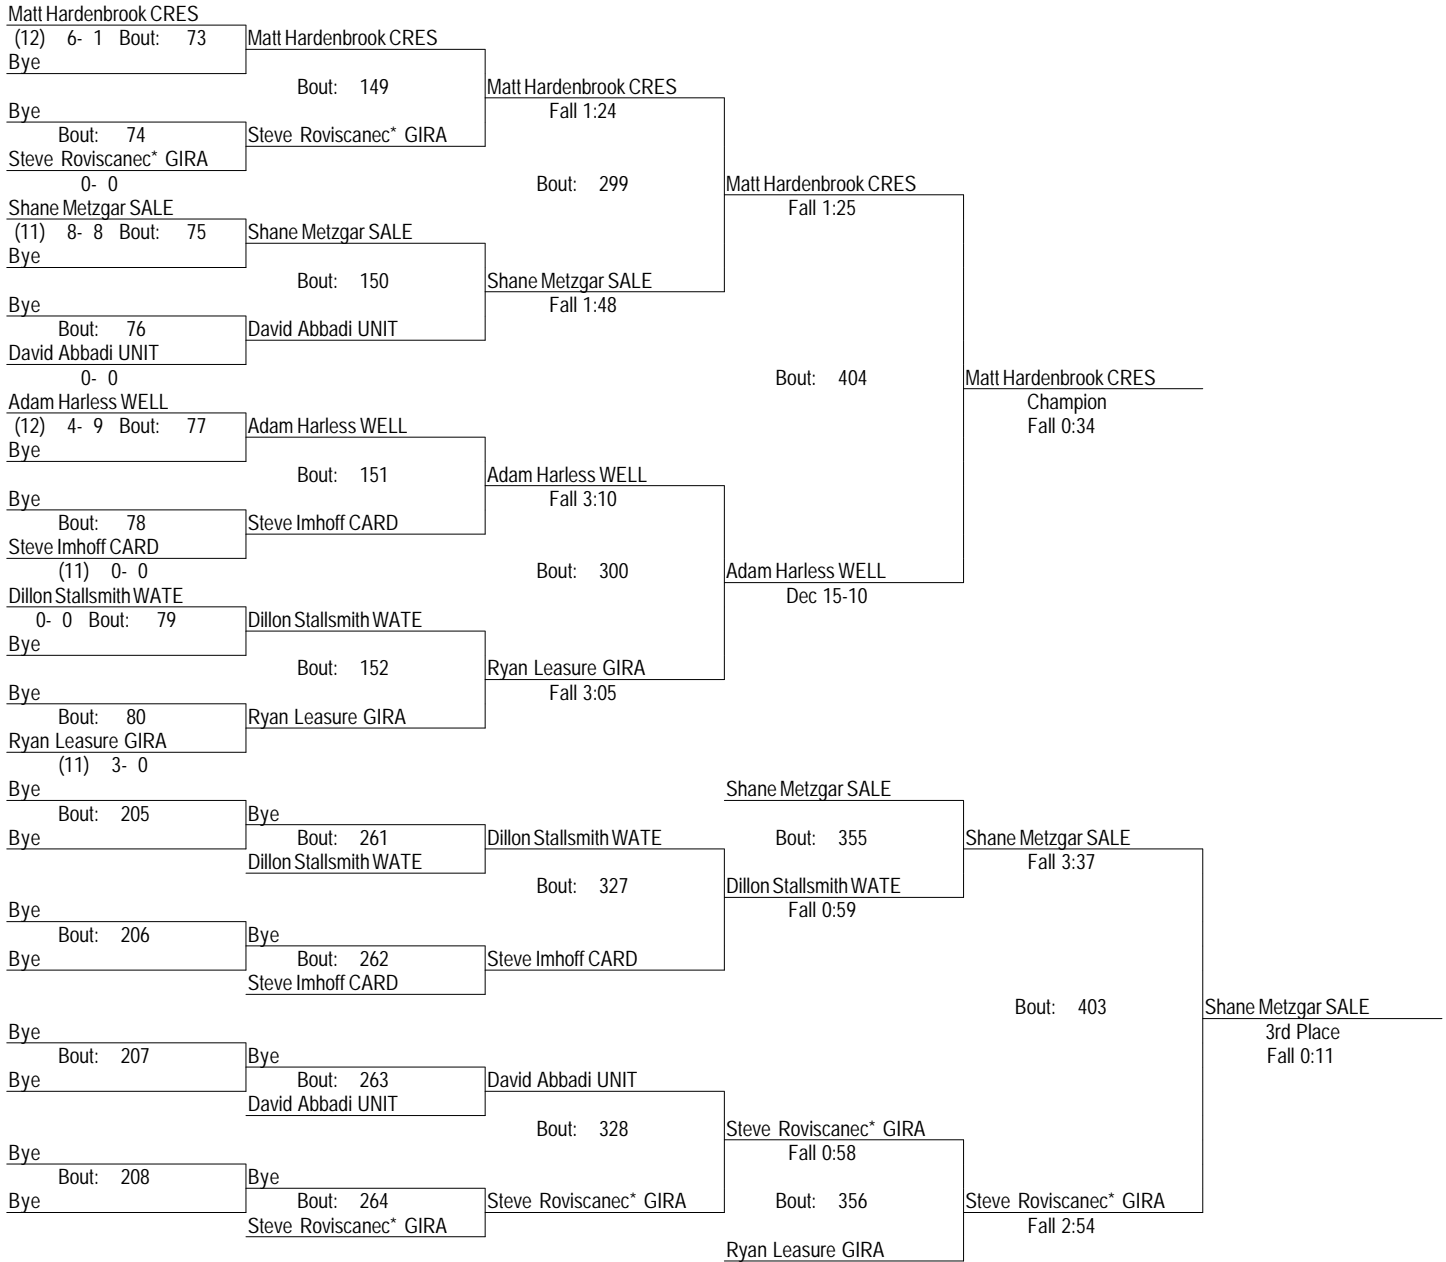 Matt Hardenbrook CRES
(12) 6- 1 Bout: 73 Matt Hardenbrook CRES
Bye
Bout: 149 Matt Hardenbrook CRES
Bye Fall 1:24
Bout: 74 Steve Roviscanec* GIRA
Steve Roviscanec* GIRA
0- 0 Bout: 299 Matt Hardenbrook CRES
Shane Metzgar SALE Fall 1:25
(11) 8- 8 Bout: 75 Shane Metzgar SALE
Bye
Bout: 150 Shane Metzgar SALE
Bye Fall 1:48
Bout: 76 David Abbadi UNIT
David Abbadi UNIT
0- 0 Bout: 404 Matt Hardenbrook CRES
Adam Harless WELL Champion
(12) 4- 9 Bout: 77 Adam Harless WELL Fall 0:34
Bye
Bout: 151 Adam Harless WELL
Bye Fall 3:10
Bout: 78 Steve Imhoff CARD
Steve Imhoff CARD
(11) 0- 0 Bout: 300 Adam Harless WELL
Dillon Stallsmith WATE Dec 15-10
0- 0 Bout: 79 Dillon Stallsmith WATE
Bye
Bout: 152 Ryan Leasure GIRA
Bye Fall 3:05
Bout: 80 Ryan Leasure GIRA
Ryan Leasure GIRA
(11) 3- 0
Bye Shane Metzgar SALE
Bout: 205 Bye
Bye Bout: 261 Dillon Stallsmith WATE Bout: 355 Shane Metzgar SALE
Dillon Stallsmith WATE Fall 3:37
Bout: 327 Dillon Stallsmith WATE
Bye Fall 0:59
Bout: 206 Bye
Bye Bout: 262 Steve Imhoff CARD
Steve Imhoff CARD
Bout: 403 Shane Metzgar SALE
Bye 3rd Place
Bout: 207 Bye Fall 0:11
Bye Bout: 263 David Abbadi UNIT
David Abbadi UNIT
Bout: 328 Steve Roviscanec* GIRA
Bye Fall 0:58
Bout: 208 Bye
Bye Bout: 264 Steve Roviscanec* GIRA Bout: 356 Steve Roviscanec* GIRA
Steve Roviscanec* GIRA Fall 2:54
Ryan Leasure GIRA